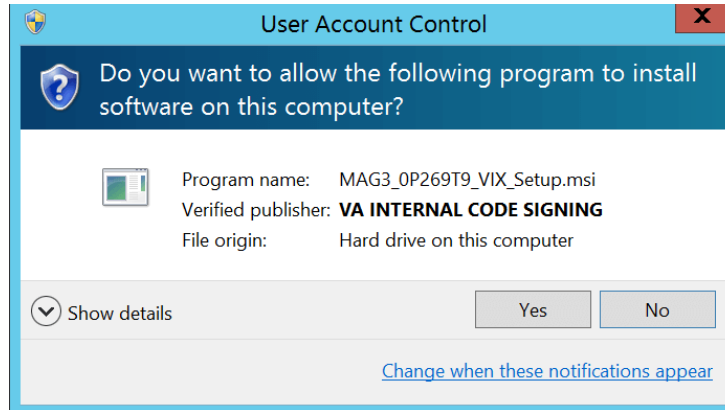 User Account Control
Do you want to allow the following program to install
software on this computer?
Program name: MAG3_0P269T9_VIX_Setup.msi
Verified publisher: VA INTERNAL CODE SIGNING
File origin: Hard drive on this computer
Show details
Yes
No
Change when these notifications appear